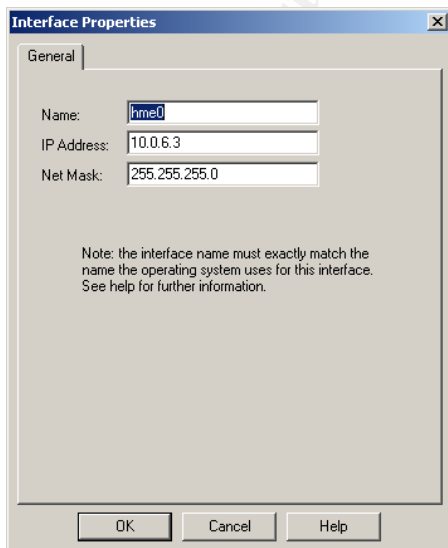 Interface Properties
General
Name: hme0
IP Address: 10.0.6.3
Net Mask: 255.255.255.0
Note: the interface name must exactly match the
name the operating system uses for this interface.
See help for further information.
OK Cancel Help